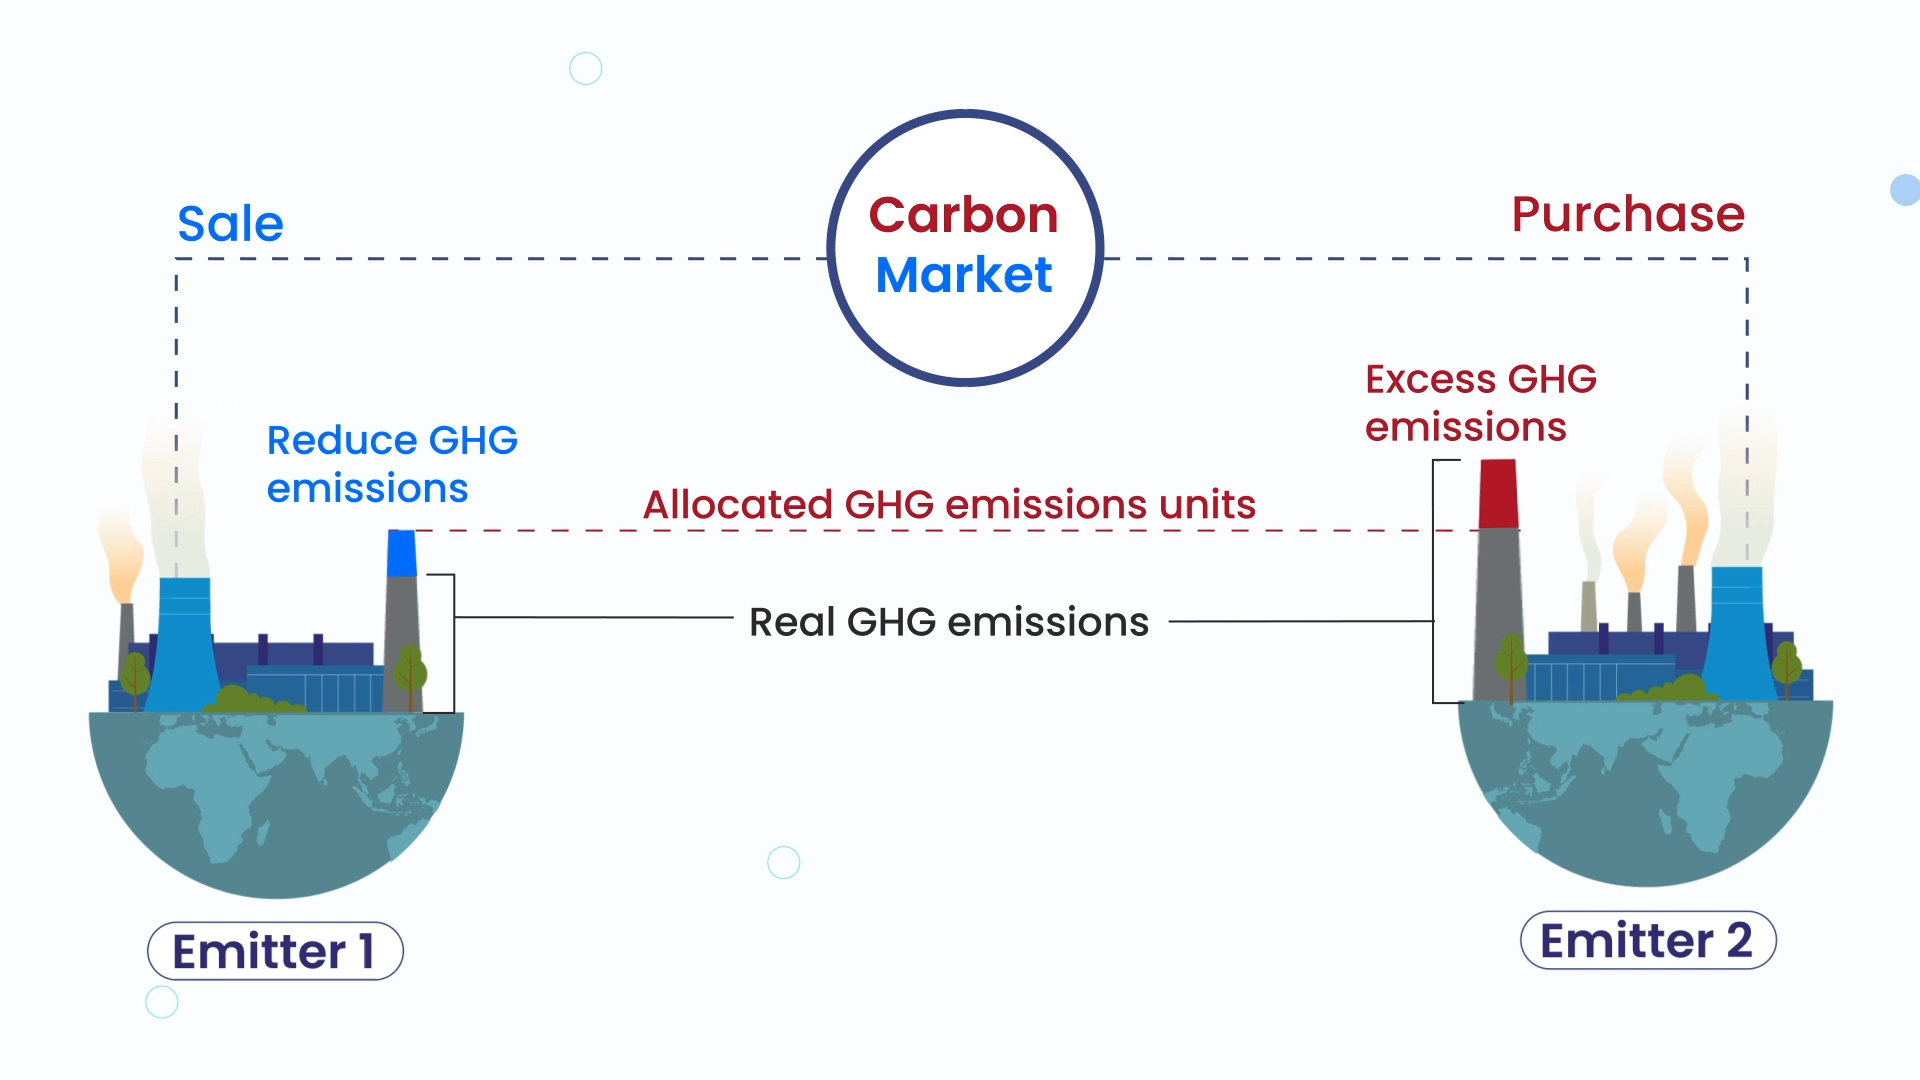 Carbon
Market
Sale
Purchase
Reduce GHG
emissions
Excess GHG
emissions
Allocated GHG emissions units
Real GHG emissions
Emitter 1
Emitter 2